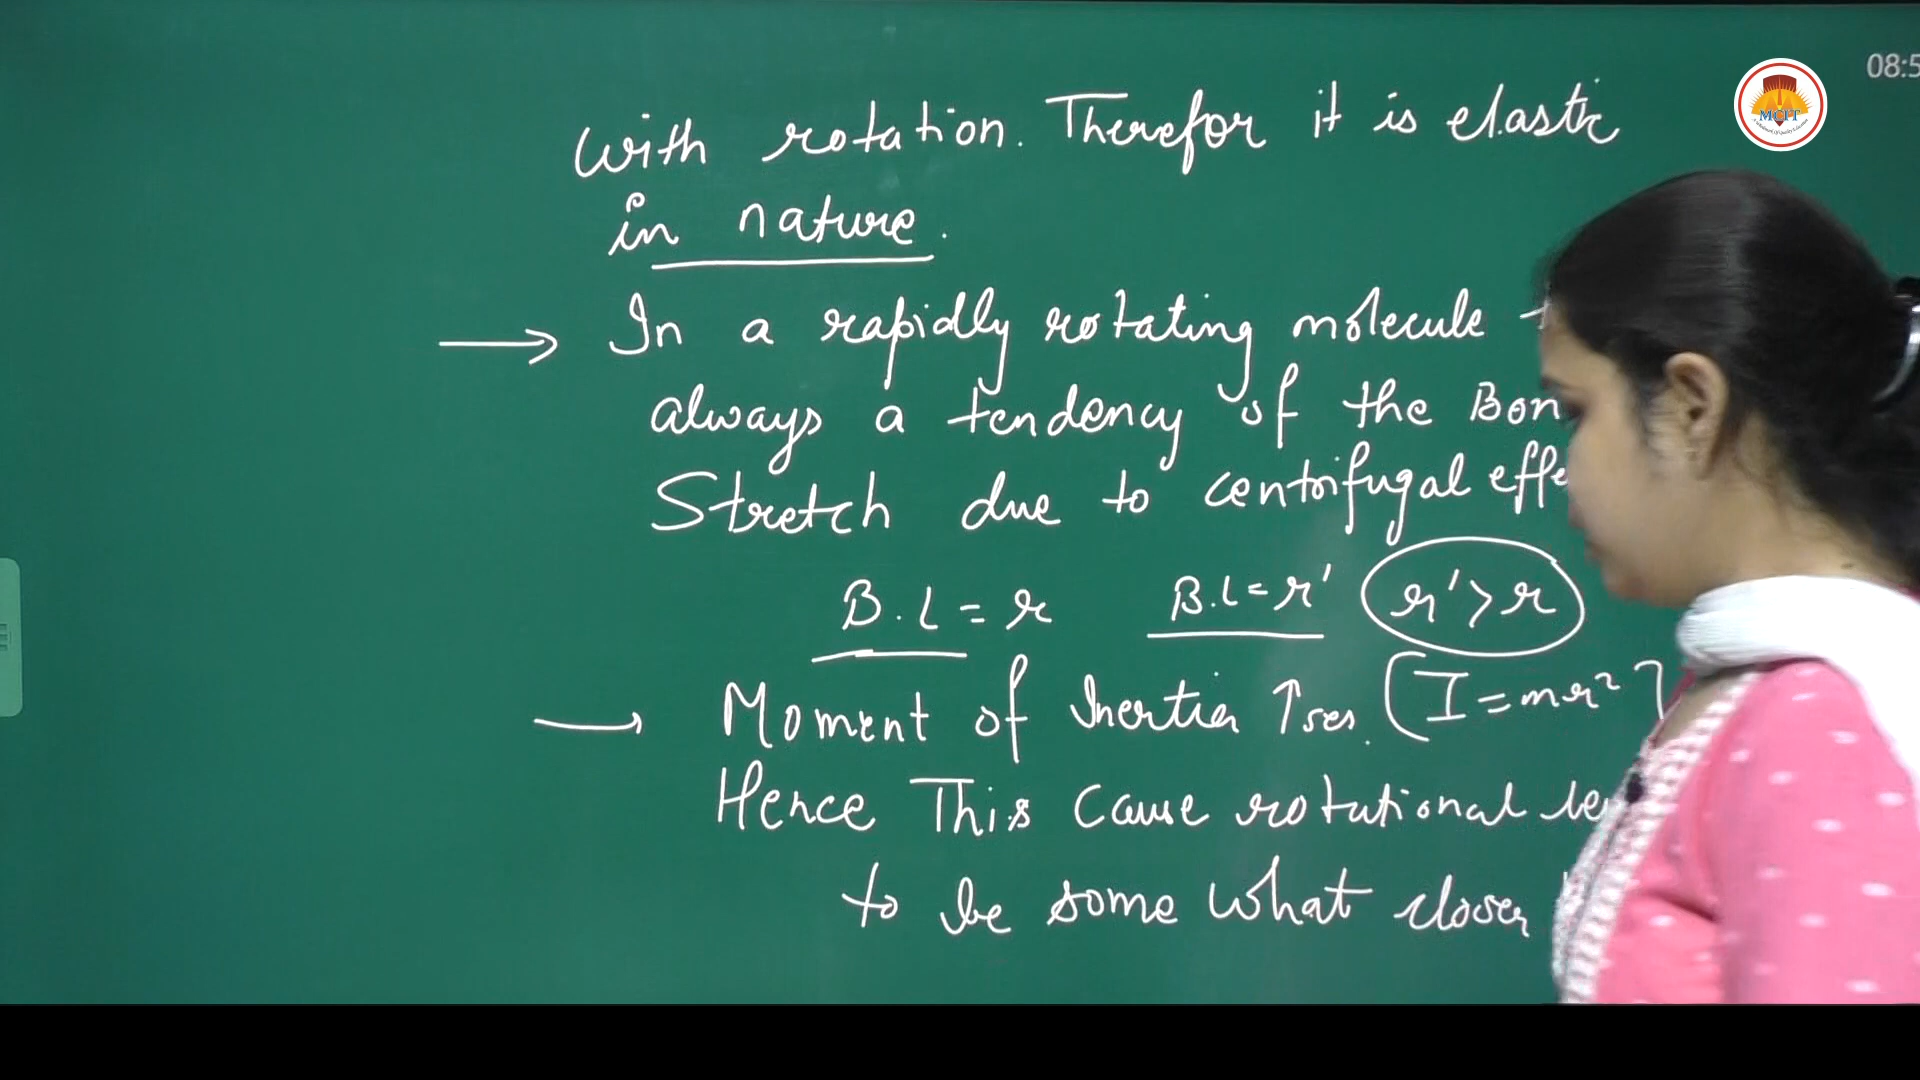 08:5
MCIT
with rotation. Therefor it is elastic
in nature.
→ In a rapidly rotating molecule
always a tendency of the Bon
Stretch due to centrifugal effe
B.L = r B.L = r' r' > r
→ Moment of Inertia ↑ses. [I = mr²]
Hence This cause rotational le
to be some what closer